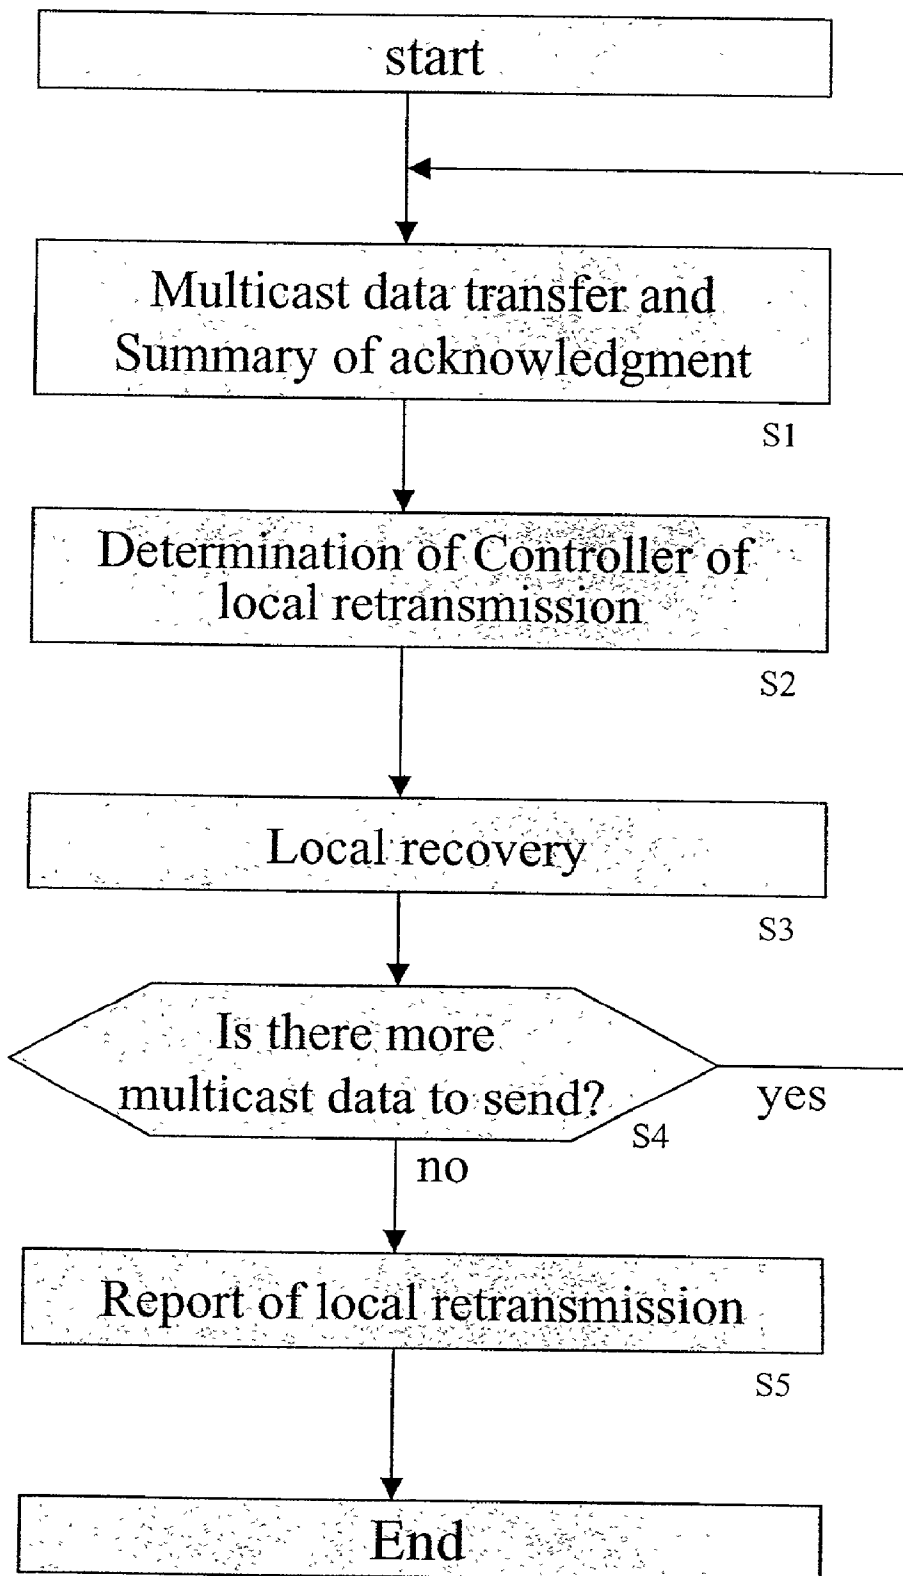 start
Multicast data transfer and
Summary of acknowledgment
S1
Determination of Controller of
local retransmission
S2
Local recovery
S3
Is there more
multicast data to send?
S4
yes
no
Report of local retransmission
S5
End